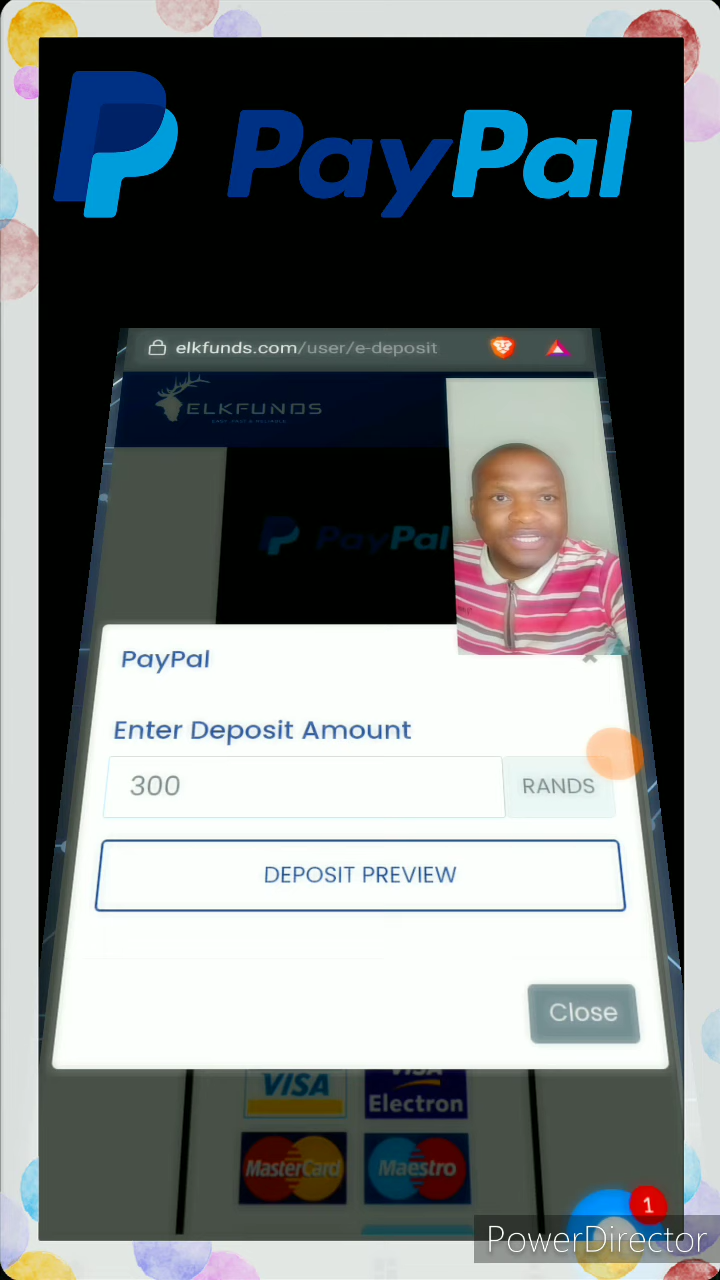 PayPal
elkfunds.com/user/e-deposit
ELKFUNDS
PayPal
PayPal
Enter Deposit Amount
300
RANDS
DEPOSIT PREVIEW
Close
VISA
VISA
Electron
MasterCard
Maestro
1
PowerDirector